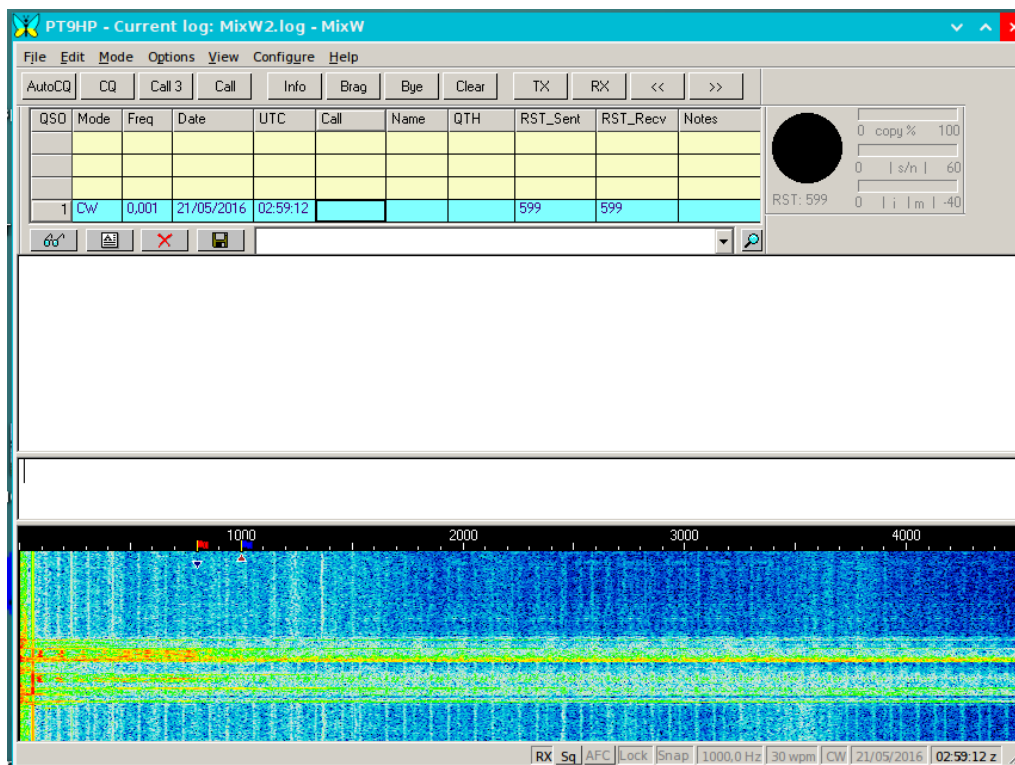 PT9HP - Current log: MixW2.log - MixW
File Edit Mode Options View Configure Help
AutoCQ CQ Call 3 Call Info Brag Bye Clear TX RX << >>
QSO Mode Freq Date UTC Call Name QTH RST_Sent RST_Recv Notes
1 CW 0,001 21/05/2016 02:59:12 599 599
0 copy % 100
0 | s/n | 60
RST: 599 0 | i | m | -40
1000 2000 3000 4000
RX Sq AFC Lock Snap 1000,0 Hz 30 wpm CW 21/05/2016 02:59:12 z